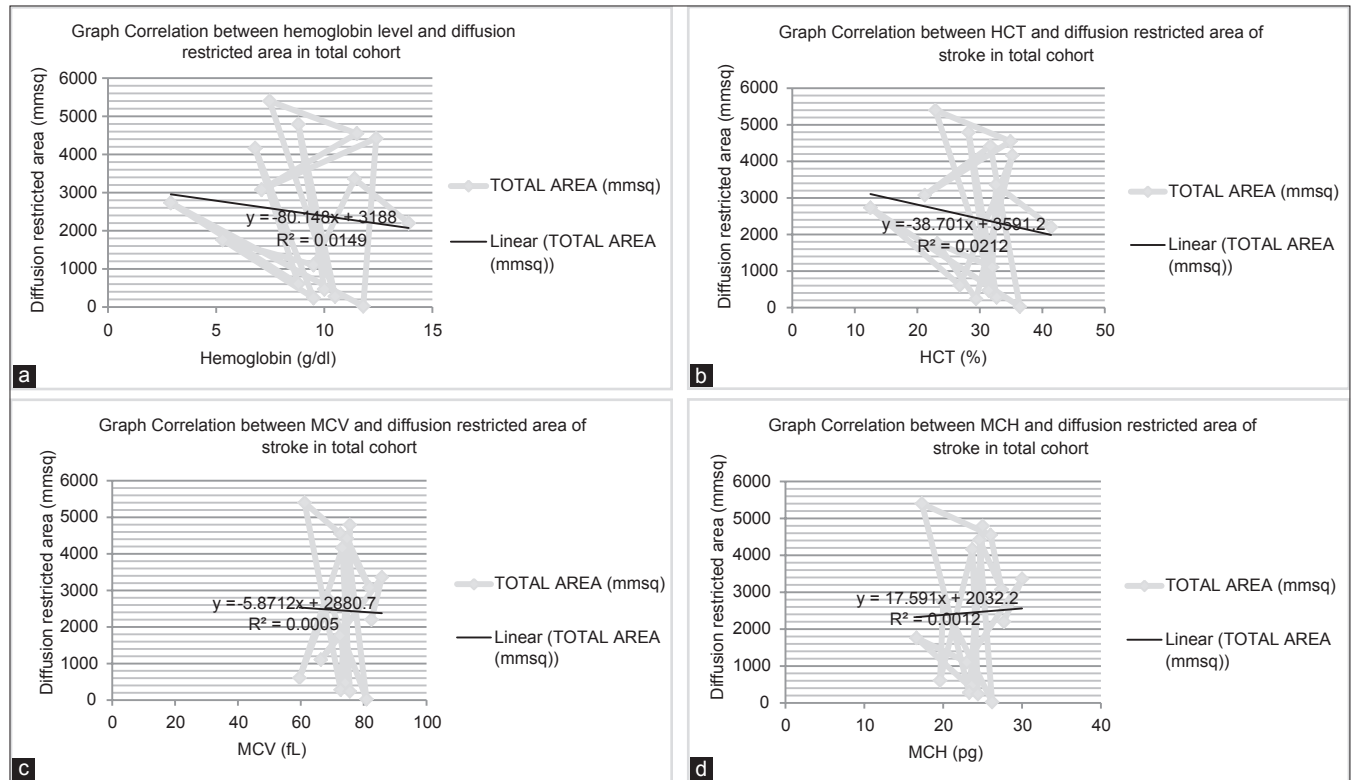 Graph Correlation between hemoglobin level and diffusion
restricted area in total cohort
Diffusion restricted area (mmsq)
6000
5000
4000
3000
2000
1000
0
0 5 10 15
Hemoglobin (g/dl)
y = -80.148x + 3188
R² = 0.0149
TOTAL AREA (mmsq)
Linear (TOTAL AREA
(mmsq))
a
Graph Correlation between HCT and diffusion restricted area of
stroke in total cohort
Diffusion restricted area (mmsq)
6000
5000
4000
3000
2000
1000
0
0 10 20 30 40 50
HCT (%)
y = -38.701x + 3591.2
R² = 0.0212
TOTAL AREA (mmsq)
Linear (TOTAL AREA
(mmsq))
b
Graph Correlation between MCV and diffusion restricted area of
stroke in total cohort
Diffusion restricted area (mmsq)
6000
5000
4000
3000
2000
1000
0
0 20 40 60 80 100
MCV (fL)
y = -5.8712x + 2880.7
R² = 0.0005
TOTAL AREA (mmsq)
Linear (TOTAL AREA
(mmsq))
c
Graph Correlation between MCH and diffusion restricted area of
stroke in total cohort
Diffusion restricted area (mmsq)
6000
5000
4000
3000
2000
1000
0
0 10 20 30 40
MCH (pg)
y = 17.591x + 2032.2
R² = 0.0012
TOTAL AREA (mmsq)
Linear (TOTAL AREA
(mmsq))
d